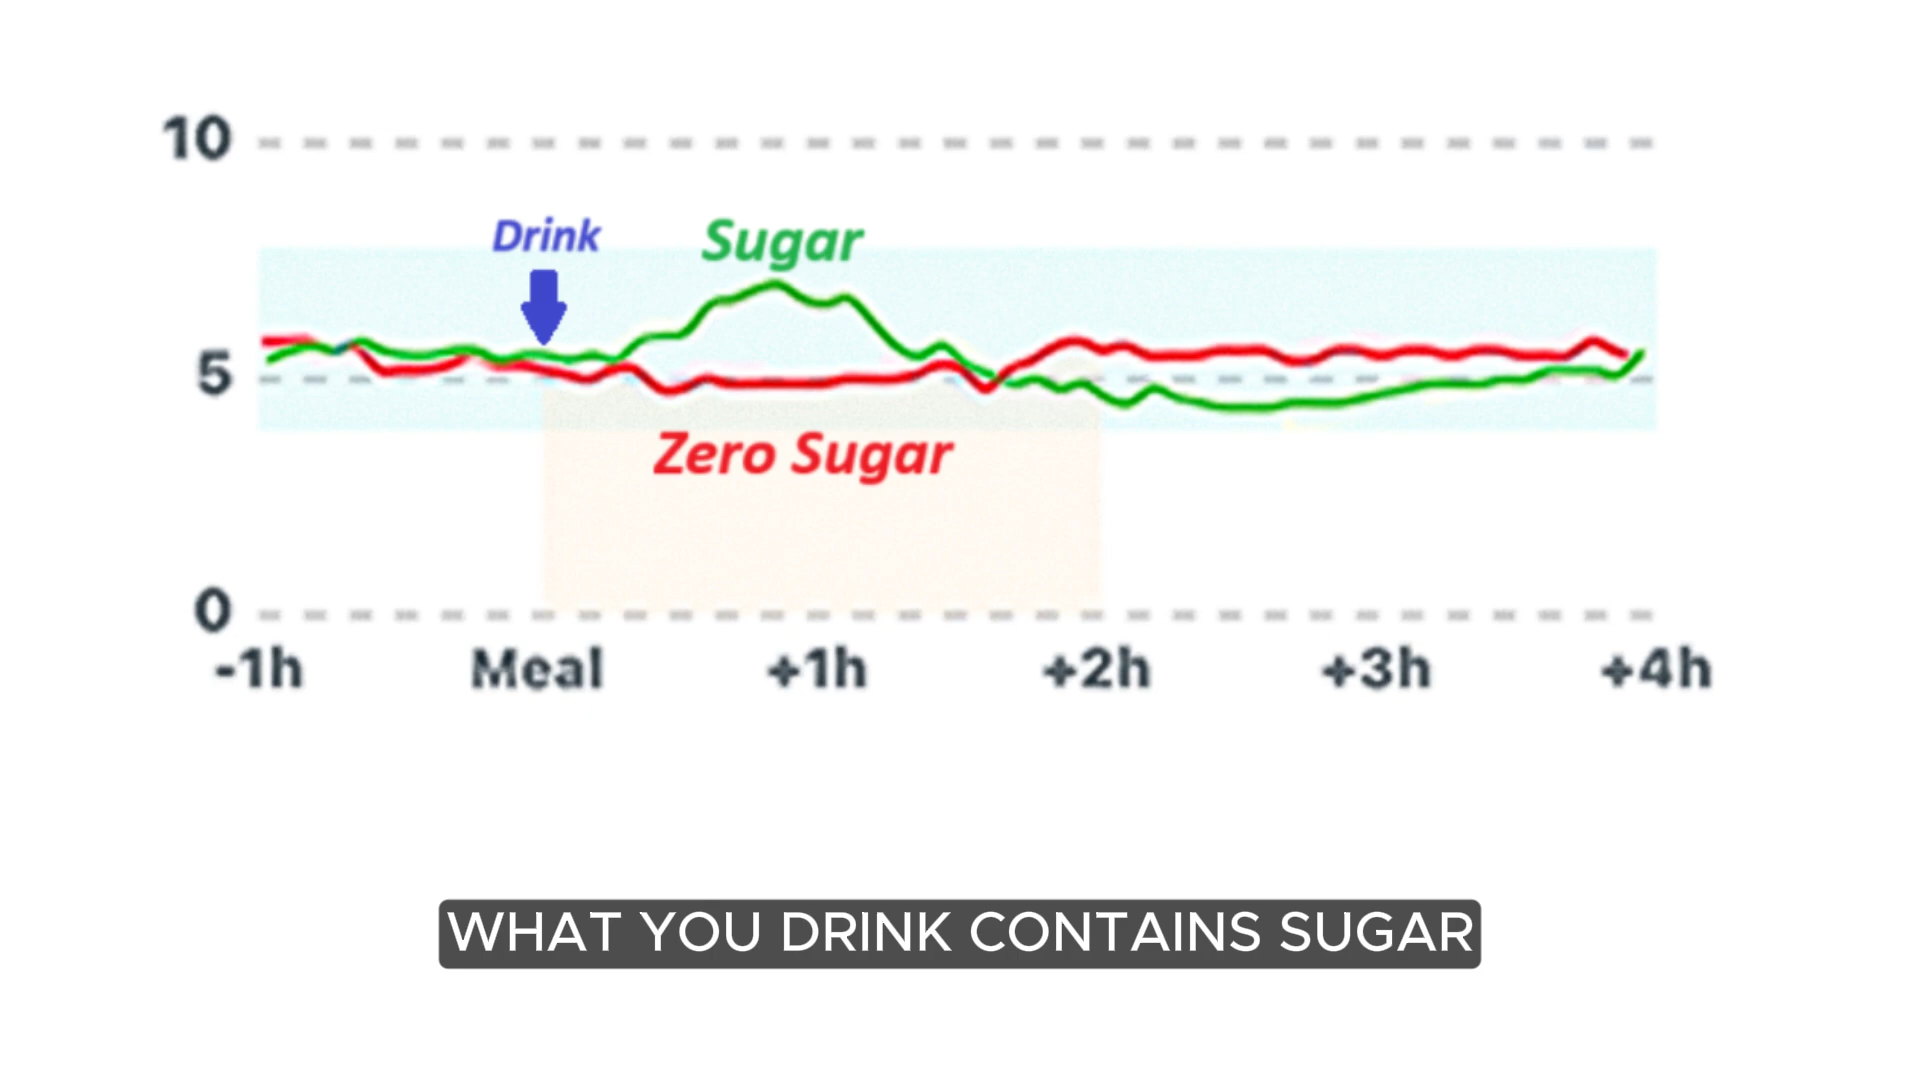 10
Drink
Sugar
5
Zero Sugar
0
-1h Meal +1h +2h +3h +4h
WHAT YOU DRINK CONTAINS SUGAR